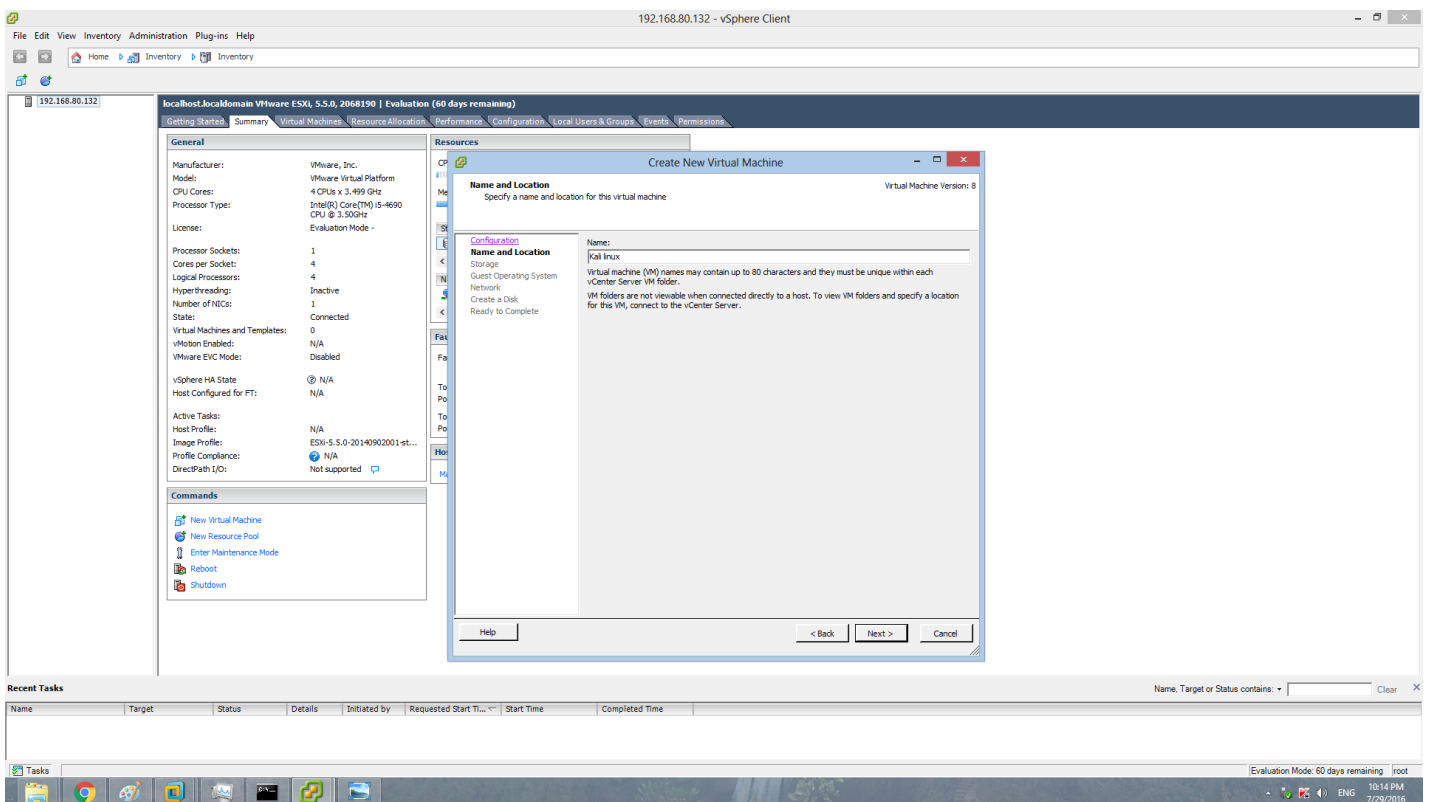 192.168.80.132 - vSphere Client
File Edit View Inventory Administration Plug-ins Help
Home Inventory Inventory
192.168.80.132
localhost.localdomain VMware ESXi, 5.5.0, 2068190 | Evaluation (60 days remaining)
Getting Started Summary Virtual Machines Resource Allocation Performance Configuration Local Users & Groups Events Permissions
General
Manufacturer: VMware, Inc.
Model: VMware Virtual Platform
CPU Cores: 4 CPUs x 3.499 GHz
Processor Type: Intel(R) Core(TM) i5-4690
CPU @ 3.50GHz
License: Evaluation Mode -
Processor Sockets: 1
Cores per Socket: 4
Logical Processors: 4
Hyperthreading: Inactive
Number of NICs: 1
State: Connected
Virtual Machines and Templates: 0
vMotion Enabled: N/A
VMware EVC Mode: Disabled
vSphere HA State N/A
Host Configured for FT: N/A
Active Tasks:
Host Profile: N/A
Image Profile: ESXi-5.5.0-20140902001-st...
Profile Compliance: N/A
DirectPath I/O: Not supported
Commands
New Virtual Machine
New Resource Pool
Enter Maintenance Mode
Reboot
Shutdown
Resources
CP
Me
St
N
Fau
Fa
To
Po
To
Po
Hos
Ma
Create New Virtual Machine
Name and Location
Specify a name and location for this virtual machine
Virtual Machine Version: 8
Configuration
Name and Location
Storage
Guest Operating System
Network
Create a Disk
Ready to Complete
Name:
Kali linux
Virtual machine (VM) names may contain up to 80 characters and they must be unique within each
vCenter Server VM folder.
VM folders are not viewable when connected directly to a host. To view VM folders and specify a location
for this VM, connect to the vCenter Server.
Help < Back Next > Cancel
Recent Tasks
Name, Target or Status contains: Clear
Name Target Status Details Initiated by Requested Start Ti... Start Time Completed Time
Tasks
Evaluation Mode: 60 days remaining root
ENG
10:14 PM
7/29/2016